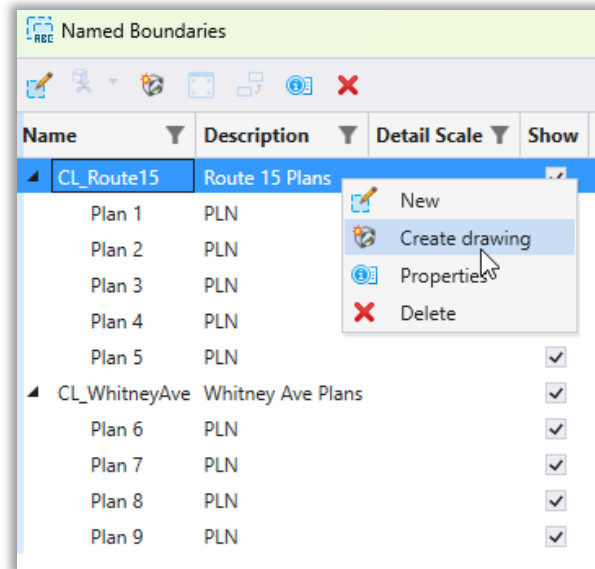 ABC Named Boundaries
Name Description Detail Scale Show
CL_Route15 Route 15 Plans
New
Plan 1 PLN
Create drawing
Plan 2 PLN
Properties
Plan 3 PLN
Delete
Plan 4 PLN
Plan 5 PLN
CL_WhitneyAve Whitney Ave Plans
Plan 6 PLN
Plan 7 PLN
Plan 8 PLN
Plan 9 PLN